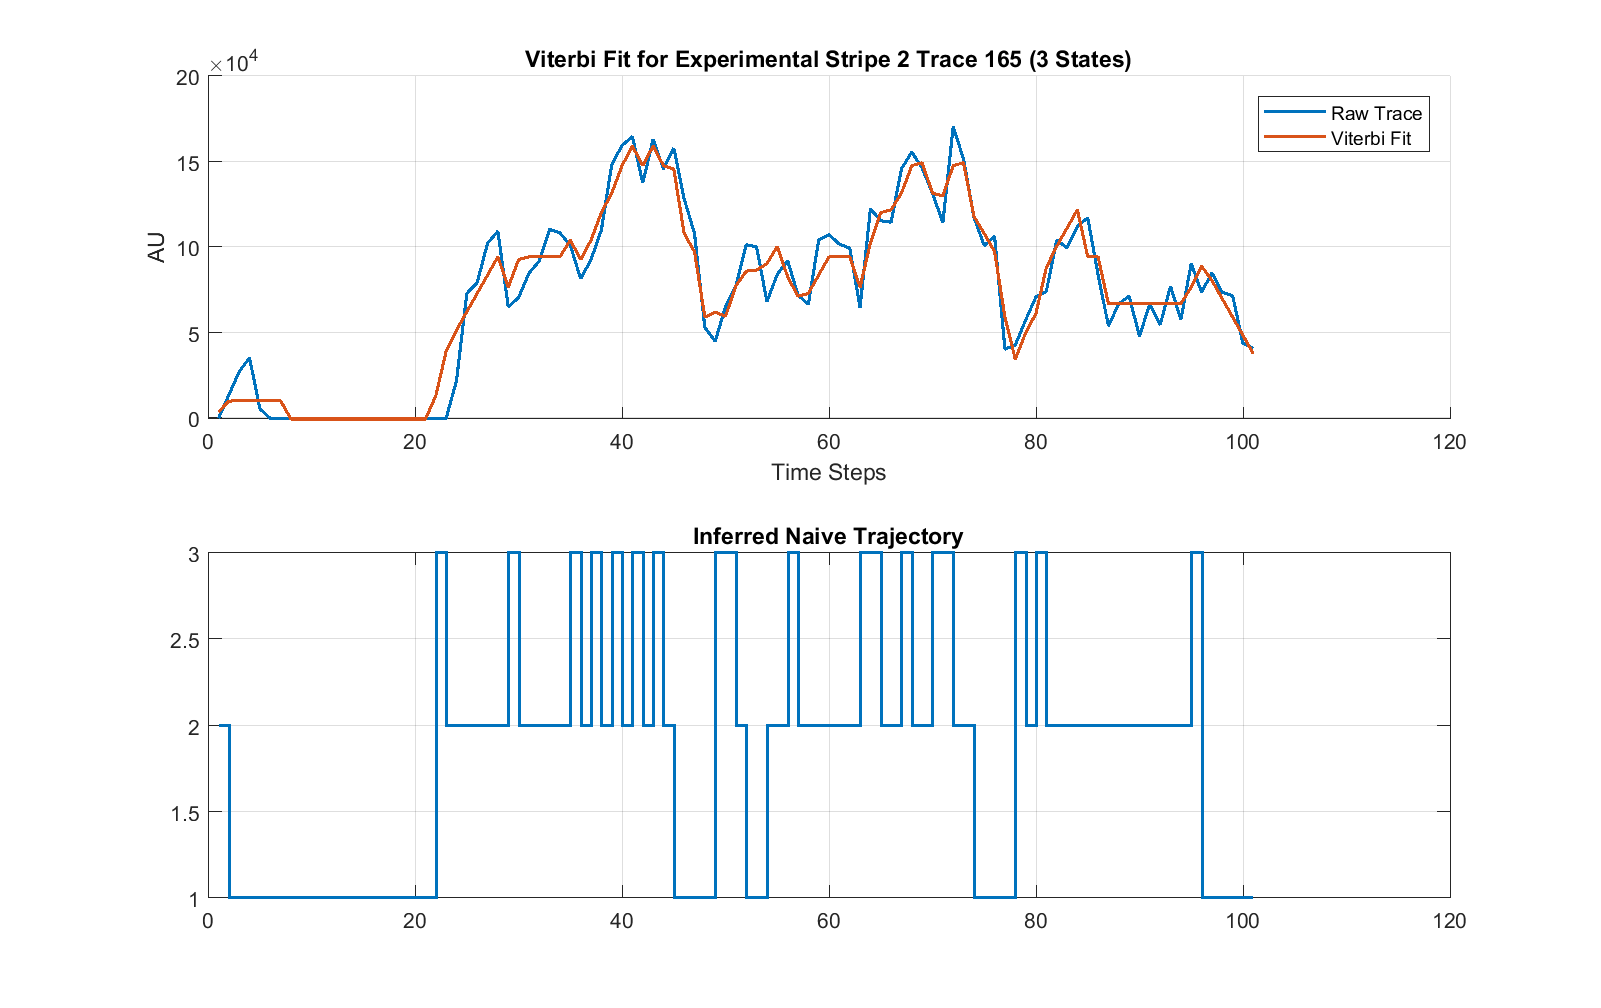 Viterbi Fit for Experimental Stripe 2 Trace 165 (3 States)
×10^4
20
15
10
5
0
AU
Raw Trace
Viterbi Fit
0 20 40 60 80 100 120
Time Steps
Inferred Naive Trajectory
3
2.5
2
1.5
1
0 20 40 60 80 100 120